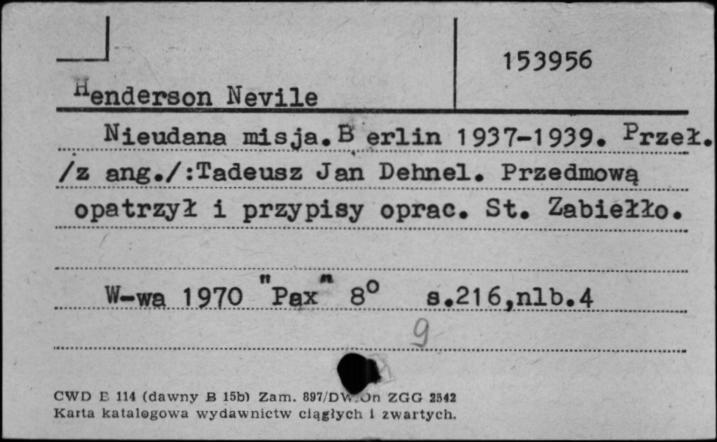 153956
Henderson Nevile
Nieudana misja. Berlin 1937-1939. Przeł.
/z ang./:Tadeusz Jan Dehnel. Przedmową
opatrzył i przypisy oprac. St. Zabiełło.
W-wa 1970 "Pax" 8° s.216,nlb.4
9
CWD E 114 (dawny B 15b) Zam. 897/DW. On ZGG 2542
Karta katalogowa wydawnictw ciągłych i zwartych.